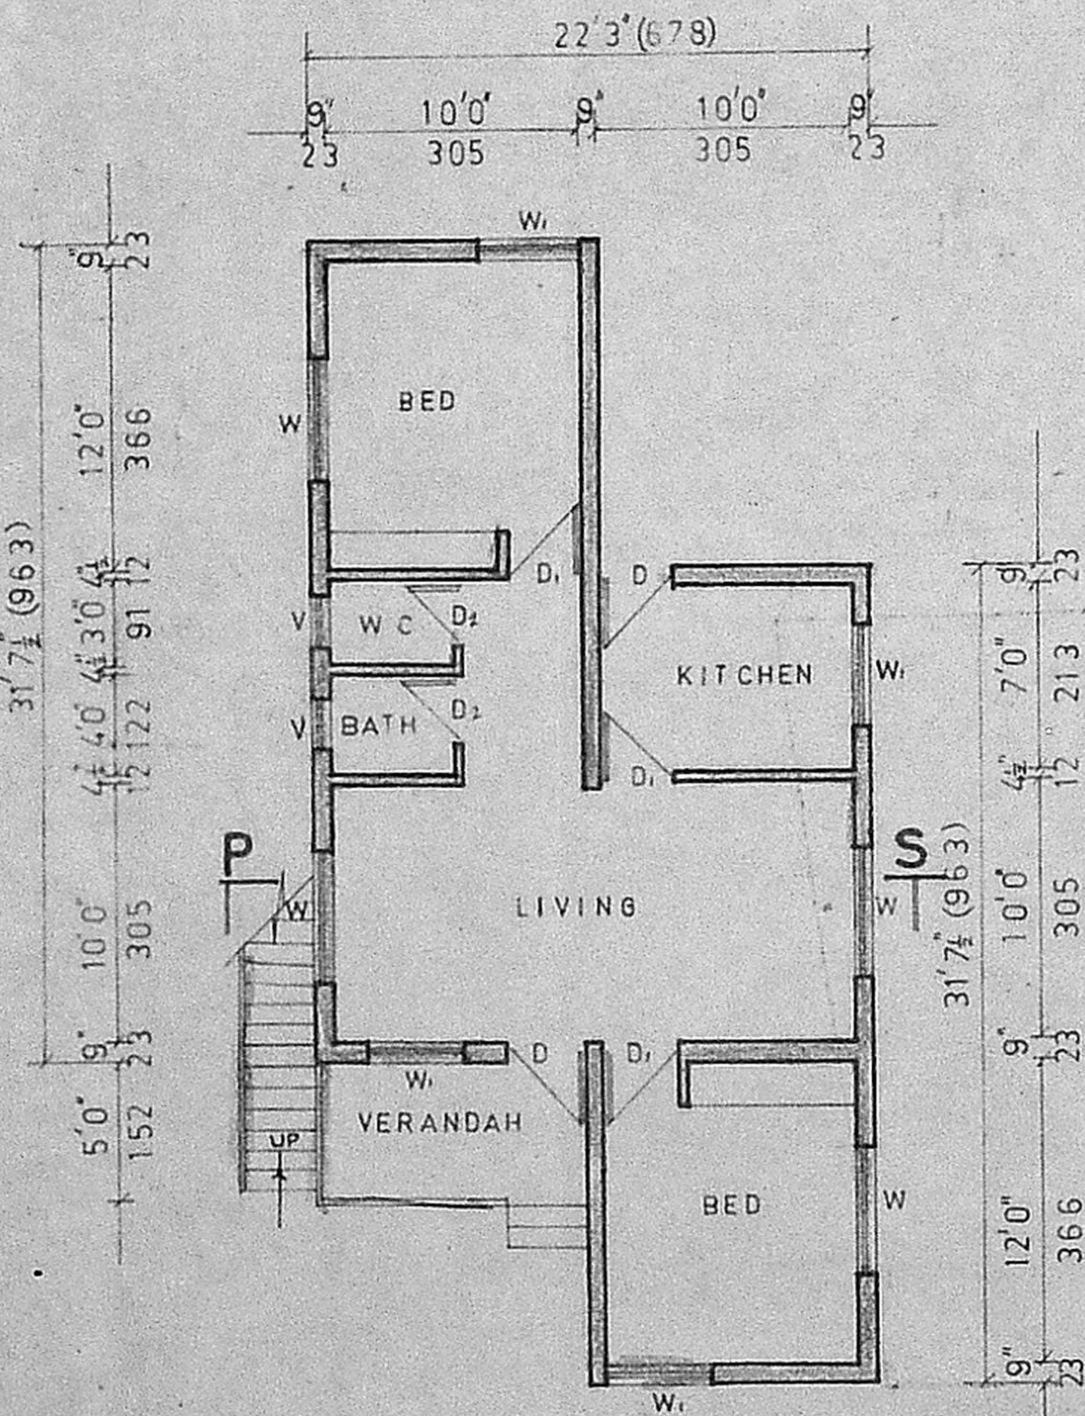 22'3" (678)
9" 10'0" 9" 10'0" 9"
23 305 305 23
W₁
9"
23
BED
W
12'0"
366
31'7½" (963)
4½"
12
D₁
D
9"
23
V
W C
D₂
3'0"
91
KITCHEN
W₁
7'0"
213
4½"
12
V
BATH
D₂
4'0"
122
4½"
12
D₁
4½"
12
P
S
W
LIVING
W
10'0"
305
31'7½" (963)
10'0"
305
9"
23
W₁
D
D₁
9"
23
VERANDAH
5'0"
152
UP
BED
W
12'0"
366
9"
23
W₁